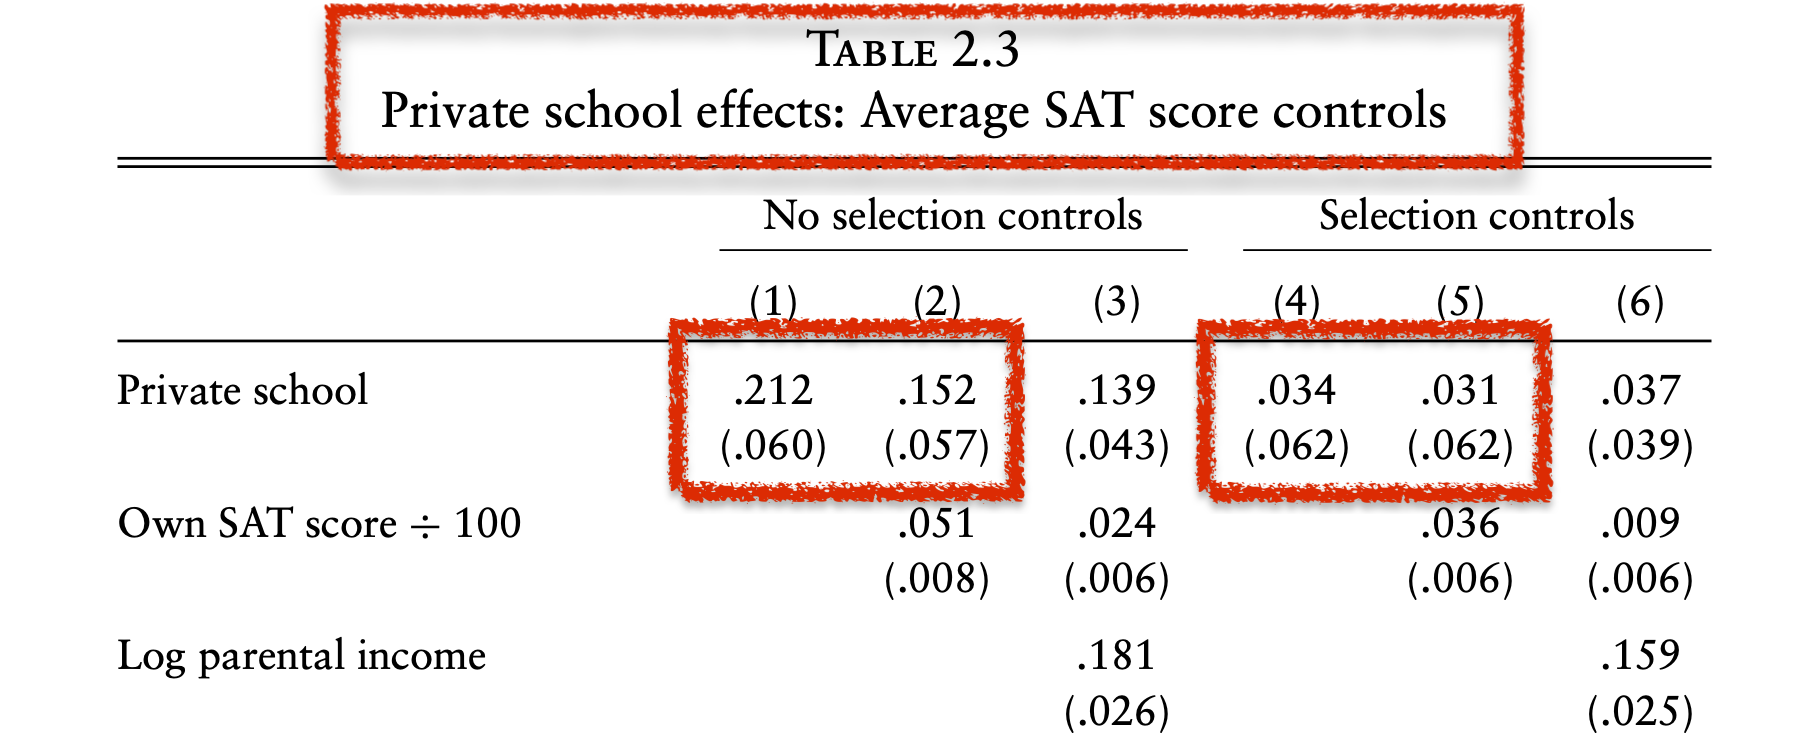 TABLE 2.3
Private school effects: Average SAT score controls
No selection controls Selection controls
(1) (2) (3) (4) (5) (6)
Private school .212 .152 .139 .034 .031 .037
(.060) (.057) (.043) (.062) (.062) (.039)
Own SAT score ÷ 100 .051 .024 .036 .009
(.008) (.006) (.006) (.006)
Log parental income .181 .159
(.026) (.025)